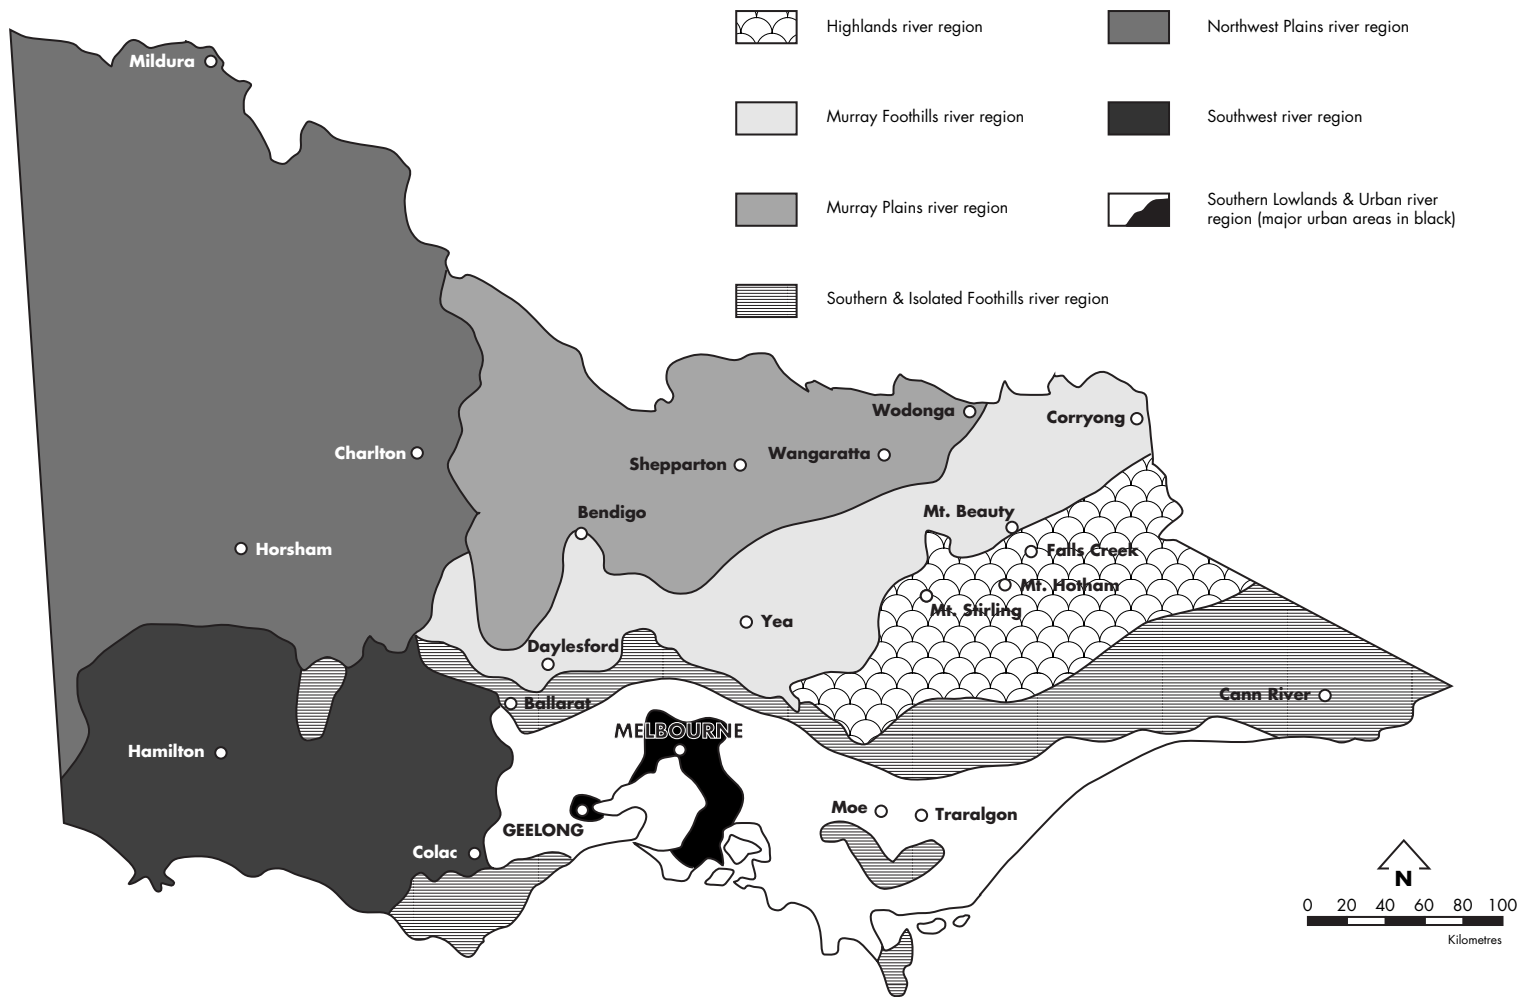 Highlands river region
Northwest Plains river region
Murray Foothills river region
Southwest river region
Murray Plains river region
Southern Lowlands & Urban river
region (major urban areas in black)
Southern & Isolated Foothills river region
Mildura
Wodonga
Corryong
Charlton
Shepparton
Wangaratta
Bendigo
Mt. Beauty
Horsham
Falls Creek
Mt. Hotham
Mt. Stirling
Yea
Daylesford
Ballarat
Cann River
MELBOURNE
Hamilton
Moe
Traralgon
GEELONG
Colac
N
0 20 40 60 80 100
Kilometres